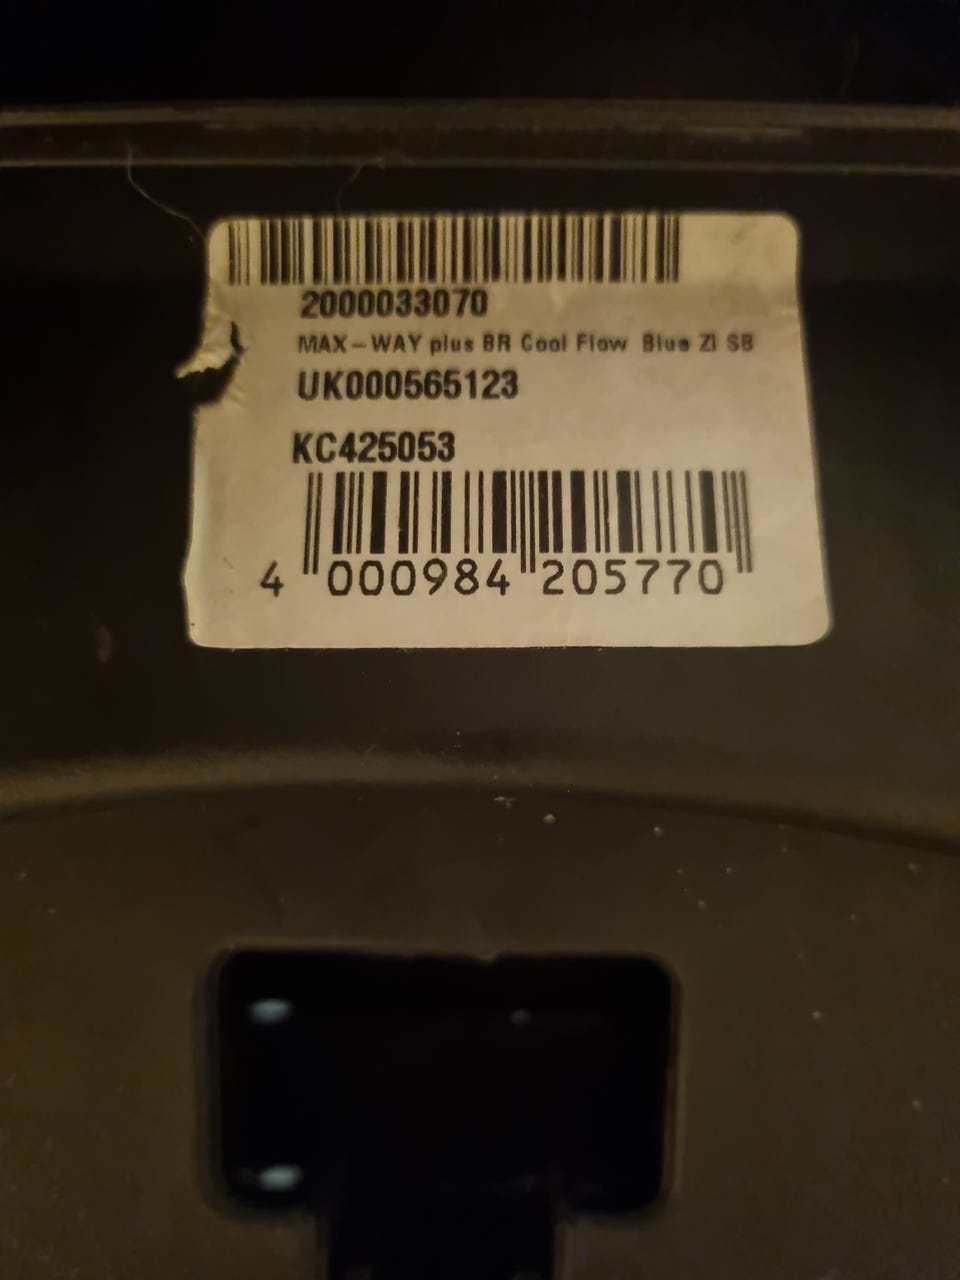 2000033070
MAX-WAY plus BR Cool Flow Blue ZI SB
UK000565123
KC425053
4 000984 205770